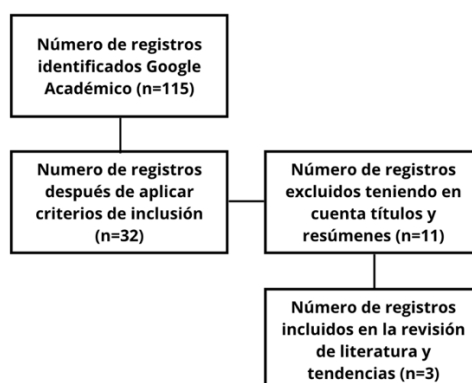 Número de registros
identificados Google
Académico (n=115)
Numero de registros
después de aplicar
criterios de inclusión
(n=32)
Número de registros
excluidos teniendo en
cuenta títulos y
resúmenes (n=11)
Número de registros
incluidos en la revisión
de literatura y
tendencias (n=3)